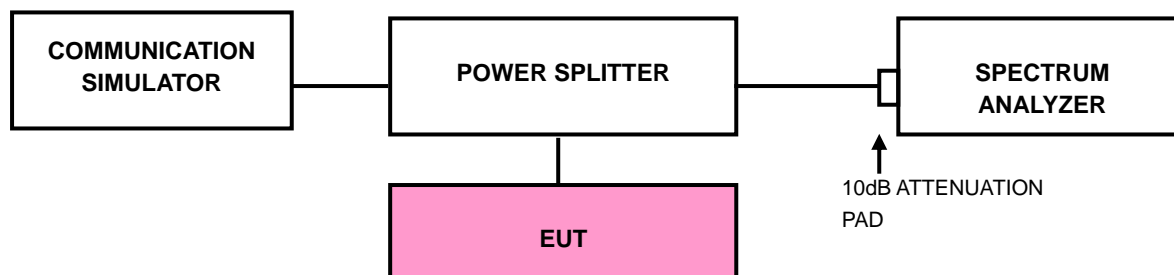 COMMUNICATION
SIMULATOR
POWER SPLITTER
SPECTRUM
ANALYZER
10dB ATTENUATION
PAD
EUT